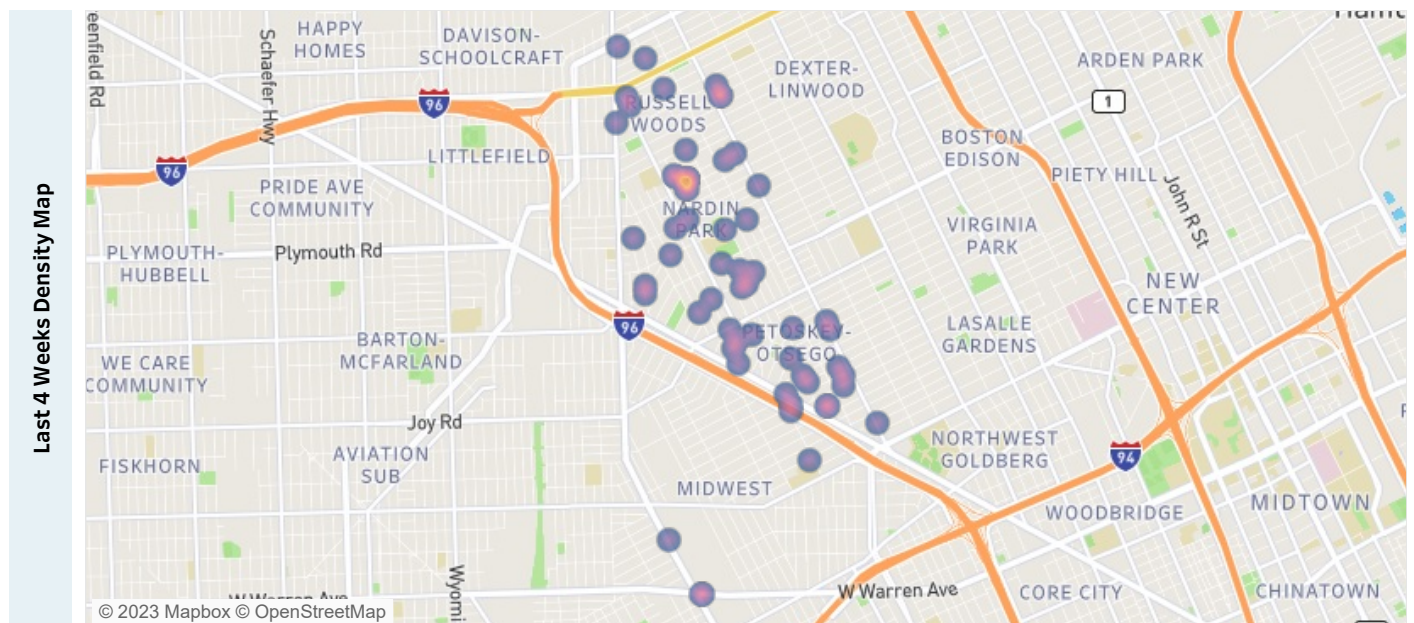 Last 4 Weeks Density Map
eenfield Rd
Schaefer Hwy
HAPPY
HOMES
DAVISON-
SCHOOLCRAFT
DEXTER-
LINWOOD
ARDEN PARK
1
96
RUSSELL
WOODS
BOSTON
EDISON
LITTLEFIELD
96
PRIDE AVE
COMMUNITY
PIETY HILL
John R St
NARDIN
PARK
VIRGINIA
PARK
PLYMOUTH-
HUBBELL
Plymouth Rd
NEW
CENTER
96
BARTON-
MCFARLAND
PETOSKEY-
OTSEGO
LASALLE
GARDENS
WE CARE
COMMUNITY
Joy Rd
FISKHORN
AVIATION
SUB
NORTHWEST
GOLDBERG
94
MIDWEST
WOODBRIDGE
MIDTOWN
Wyomi
W Warren Ave
W Warren Ave
CORE CITY
CHINATOWN
© 2023 Mapbox © OpenStreetMap